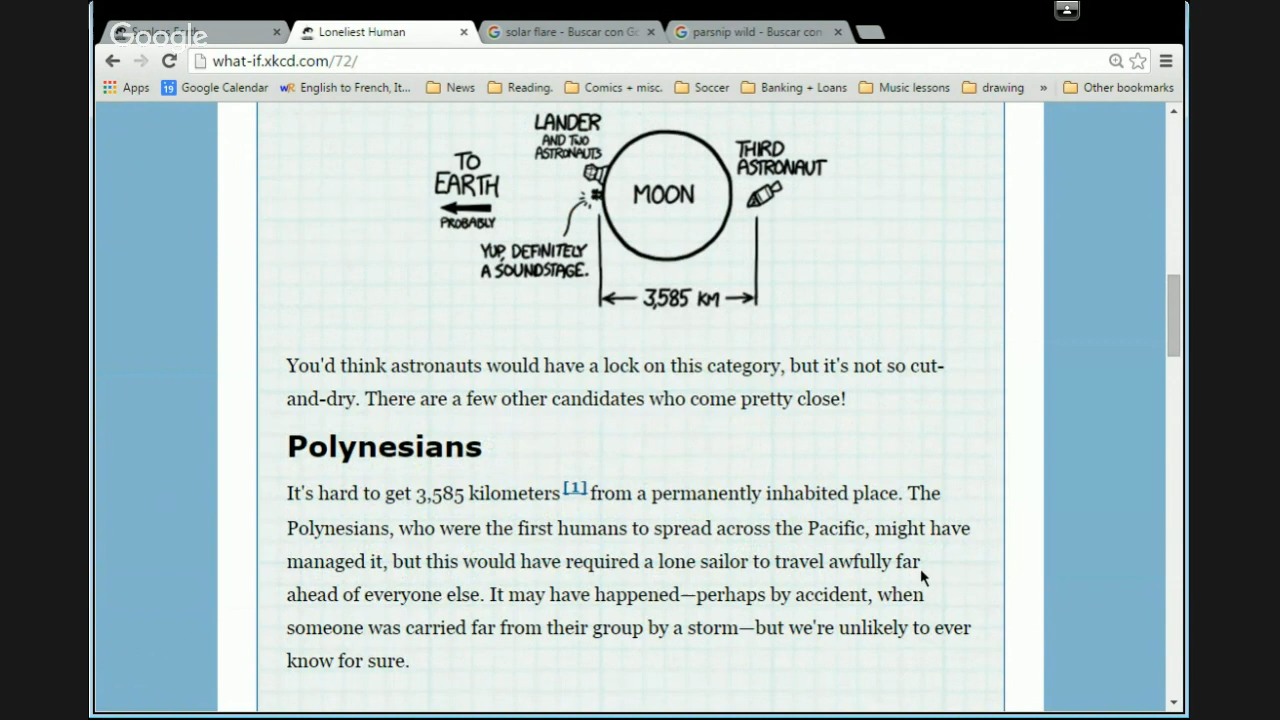 Google
Loneliest Human
solar flare - Buscar con Go
parsnip wild - Buscar con
what-if.xkcd.com/72/
Apps
19 Google Calendar
wR English to French, It...
News
Reading.
Comics + misc.
Soccer
Banking + Loans
Music lessons
drawing
»
Other bookmarks
LANDER
AND TWO
ASTRONAUTS
TO
EARTH
PROBABLY
MOON
THIRD
ASTRONAUT
YUP, DEFINITELY
A SOUNDSTAGE.
3,585 KM
You'd think astronauts would have a lock on this category, but it's not so cut-
and-dry. There are a few other candidates who come pretty close!
Polynesians
It's hard to get 3,585 kilometers[1] from a permanently inhabited place. The
Polynesians, who were the first humans to spread across the Pacific, might have
managed it, but this would have required a lone sailor to travel awfully far
ahead of everyone else. It may have happened—perhaps by accident, when
someone was carried far from their group by a storm—but we're unlikely to ever
know for sure.